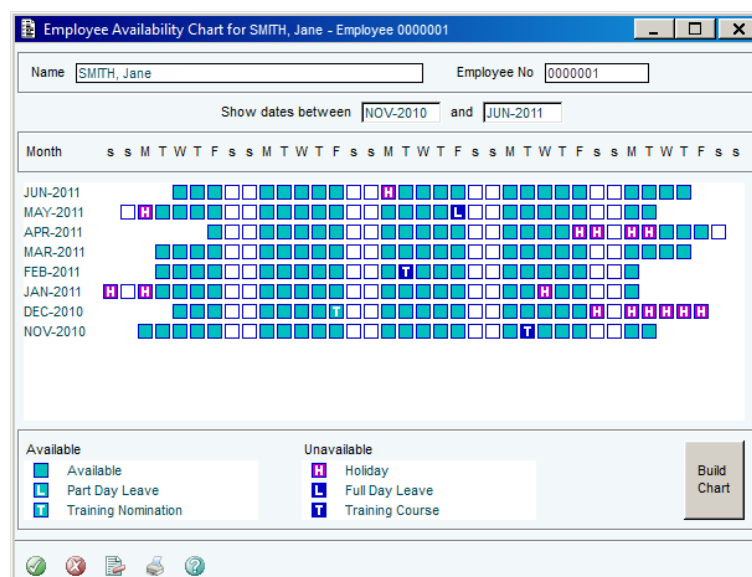 Employee Availability Chart for SMITH, Jane - Employee 0000001
Name SMITH, Jane Employee No 0000001
Show dates between NOV-2010 and JUN-2011
Month s s M T W T F s s M T W T F s s M T W T F s s M T W T F s s M T W T F s s
JUN-2011 H
MAY-2011 H L
APR-2011 H H H H
MAR-2011
FEB-2011 T
JAN-2011 H H H
DEC-2010 T H H H H H H
NOV-2010 T
Available Unavailable
Available H Holiday
L Part Day Leave L Full Day Leave
T Training Nomination T Training Course
Build
Chart
?